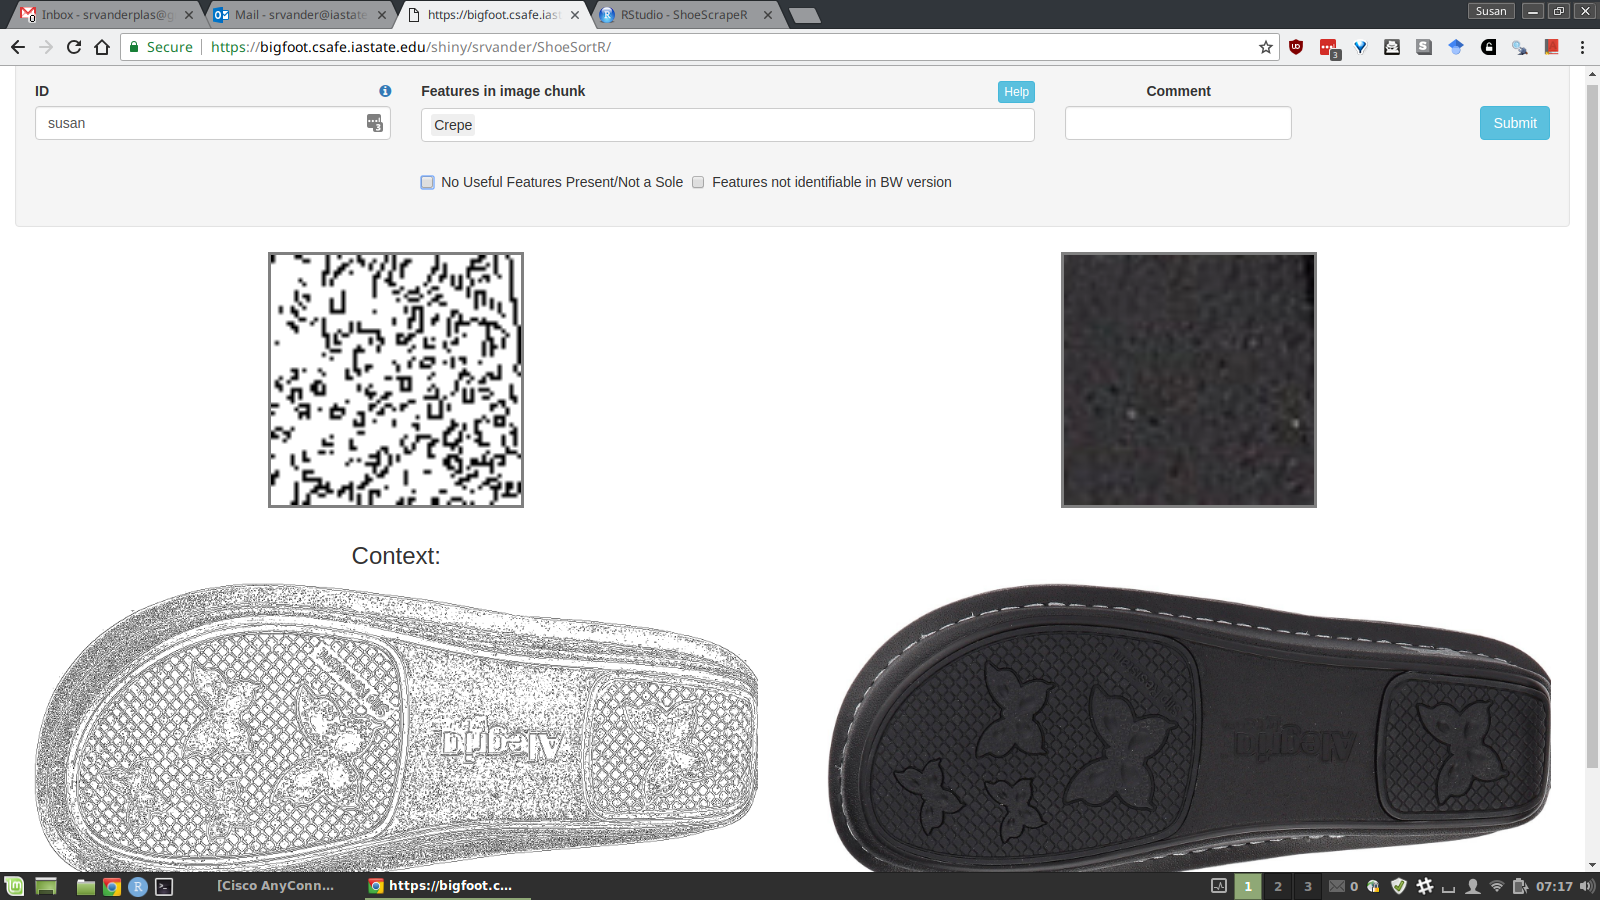 Inbox - srvanderplas@g
Mail - srvander@iastate
https://bigfoot.csafe.iast
RStudio - ShoeScrapeR
Susan
Secure
https://bigfoot.csafe.iastate.edu/shiny/srvander/ShoeSortR/
3
ID
Features in image chunk
Help
Comment
susan
3
Crepe
Submit
No Useful Features Present/Not a Sole
Features not identifiable in BW version
Context:
Alegria
Alegria
[Cisco AnyConn...
https://bigfoot.c...
1
2
3
0
07:17